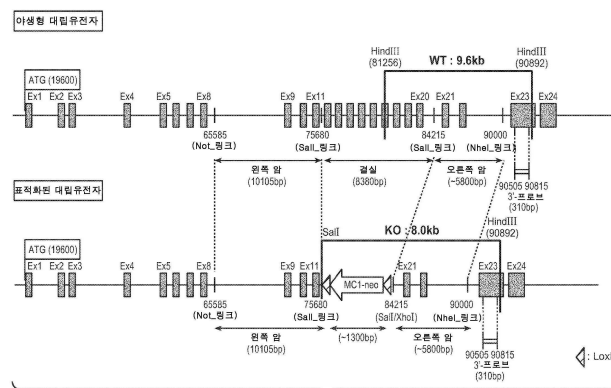 야생형 대립유전자
HindIII (81256)
WT : 9.6kb
HindIII (90892)
ATG (19600)
Ex1 Ex2 Ex3 Ex4 Ex5 Ex8 Ex9 Ex11 Ex20 Ex21 Ex23 Ex24
65585 (Not_링크)
75680 (SalI_링크)
84215 (SalI_링크)
90000 (NheI_링크)
왼쪽 암 (10105bp)
결실 (8380bp)
오른쪽 암 (~5800bp)
90505 90815
3'-프로브 (310bp)
표적화된 대립유전자
SalI
KO : 8.0kb
HindIII (90892)
ATG (19600)
Ex1 Ex2 Ex3 Ex4 Ex5 Ex8 Ex9 Ex11 MC1-neo Ex21 Ex23 Ex24
65585 (Not_링크)
75680 (SalI_링크)
84215 (SalI/XhoI)
90000 (NheI_링크)
왼쪽 암 (10105bp)
(~1300bp)
오른쪽 암 (~5800bp)
90505 90815
3'-프로브 (310bp)
: Lox